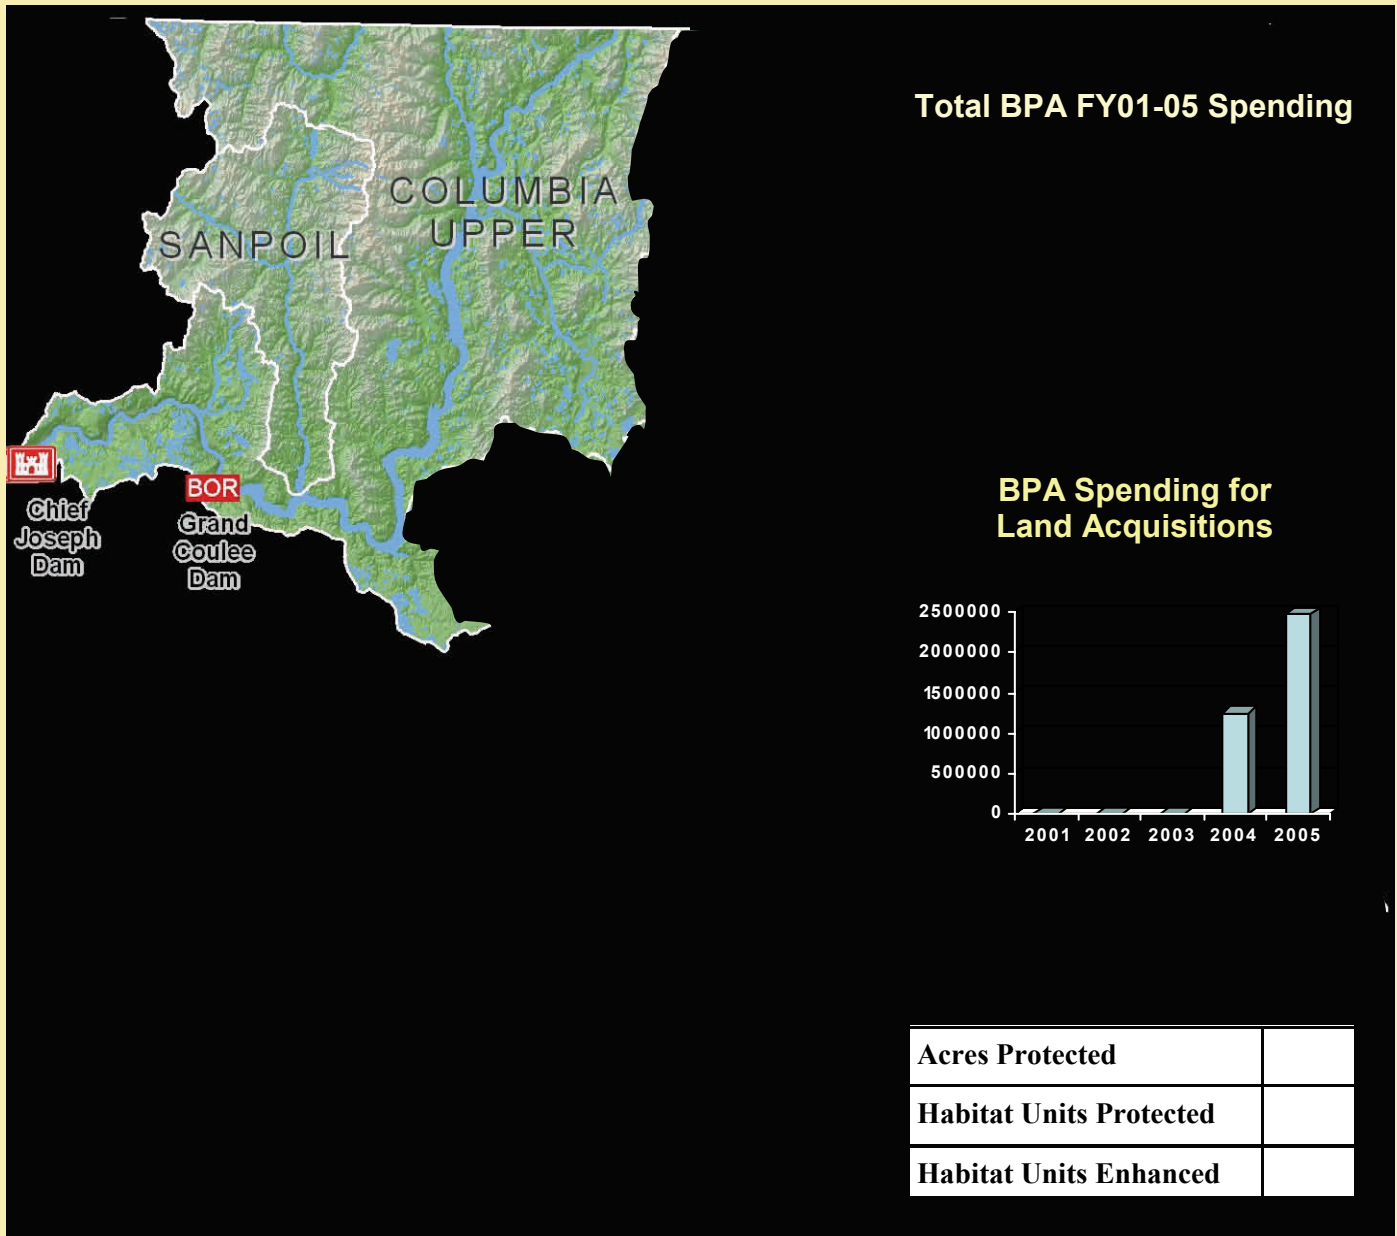 Total BPA FY01-05 Spending
COLUMBIA
UPPER
SANPOIL
BOR
Chief
Joseph
Dam
Grand
Coulee
Dam
BPA Spending for
Land Acquisitions
2500000
2000000
1500000
1000000
500000
0
2001 2002 2003 2004 2005
Acres Protected
Habitat Units Protected
Habitat Units Enhanced